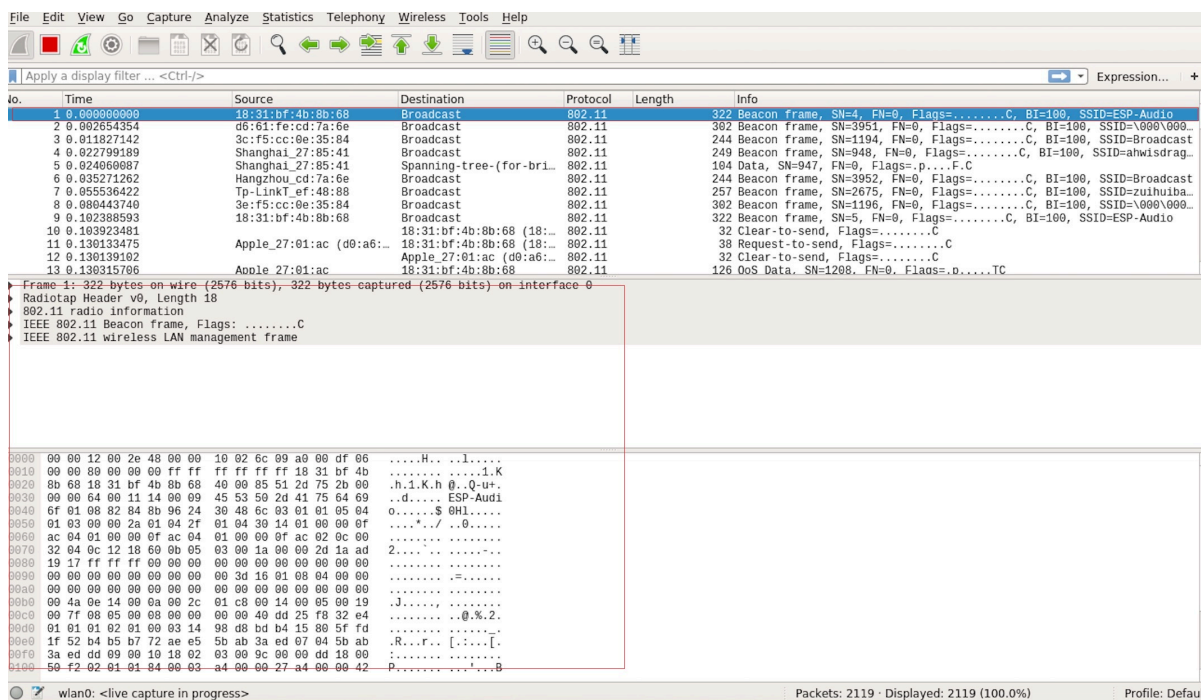 File Edit View Go Capture Analyze Statistics Telephony Wireless Tools Help
Apply a display filter ... <Ctrl-/> Expression... +
No. Time Source Destination Protocol Length Info
1 0.000000000 18:31:bf:4b:8b:68 Broadcast 802.11 322 Beacon frame, SN=4, FN=0, Flags=........C, BI=100, SSID=ESP-Audio
2 0.002654354 d6:61:fe:cd:7a:6e Broadcast 802.11 302 Beacon frame, SN=3951, FN=0, Flags=........C, BI=100, SSID=\000\000…
3 0.011827142 3c:f5:cc:0e:35:84 Broadcast 802.11 244 Beacon frame, SN=1194, FN=0, Flags=........C, BI=100, SSID=Broadcast
4 0.022799189 Shanghai_27:85:41 Broadcast 802.11 249 Beacon frame, SN=948, FN=0, Flags=........C, BI=100, SSID=ahwisdrag…
5 0.024060087 Shanghai_27:85:41 Spanning-tree-(for-bri… 802.11 104 Data, SN=947, FN=0, Flags=.p....F.C
6 0.035271262 Hangzhou_cd:7a:6e Broadcast 802.11 244 Beacon frame, SN=3952, FN=0, Flags=........C, BI=100, SSID=Broadcast
7 0.055536422 Tp-LinkT_ef:48:88 Broadcast 802.11 257 Beacon frame, SN=2675, FN=0, Flags=........C, BI=100, SSID=zuihuiba…
8 0.080443740 3e:f5:cc:0e:35:84 Broadcast 802.11 302 Beacon frame, SN=1196, FN=0, Flags=........C, BI=100, SSID=\000\000…
9 0.102388593 18:31:bf:4b:8b:68 Broadcast 802.11 322 Beacon frame, SN=5, FN=0, Flags=........C, BI=100, SSID=ESP-Audio
10 0.103923481 18:31:bf:4b:8b:68 (18:… 802.11 32 Clear-to-send, Flags=........C
11 0.130133475 Apple_27:01:ac (d0:a6:… 18:31:bf:4b:8b:68 (18:… 802.11 38 Request-to-send, Flags=........C
12 0.130139102 Apple_27:01:ac (d0:a6:… 802.11 32 Clear-to-send, Flags=........C
13 0.130315706 Apple_27:01:ac 18:31:bf:4b:8b:68 802.11 126 QoS Data, SN=1208, FN=0, Flags=.p.....TC
Frame 1: 322 bytes on wire (2576 bits), 322 bytes captured (2576 bits) on interface 0
Radiotap Header v0, Length 18
802.11 radio information
IEEE 802.11 Beacon frame, Flags: ........C
IEEE 802.11 wireless LAN management frame
0000 00 00 12 00 2e 48 00 00 10 02 6c 09 a0 00 df 06 .....H.. ..l.....
0010 00 00 80 00 00 00 ff ff ff ff ff ff 18 31 bf 4b ........ .....1.K
0020 8b 68 18 31 bf 4b 8b 68 40 00 85 51 2d 75 2b 00 .h.1.K.h @..Q-u+.
0030 00 00 64 00 11 14 00 09 45 53 50 2d 41 75 64 69 ..d..... ESP-Audi
0040 6f 01 08 82 84 8b 96 24 30 48 6c 03 01 01 05 04 o......$ 0Hl.....
0050 01 03 00 00 2a 01 04 2f 01 04 30 14 01 00 00 0f ....*../ ..0.....
0060 ac 04 01 00 00 0f ac 04 01 00 00 0f ac 02 0c 00 ........ ........
0070 32 04 0c 12 18 60 0b 05 03 00 1a 00 00 2d 1a ad 2....`.. .....-..
0080 19 17 ff ff ff 00 00 00 00 00 00 00 00 00 00 00 ........ ........
0090 00 00 00 00 00 00 00 00 00 3d 16 01 08 04 00 00 ........ .=......
00a0 00 00 00 00 00 00 00 00 00 00 00 00 00 00 00 00 ........ ........
00b0 00 4a 0e 14 00 0a 00 2c 01 c8 00 14 00 05 00 19 .J....., ........
00c0 00 7f 08 05 00 08 00 00 00 00 40 dd 25 f8 32 e4 ........ ..@.%.2.
00d0 01 01 01 02 01 00 03 14 98 d8 bd b4 15 80 5f fd ........ ......_.
00e0 1f 52 b4 b5 b7 72 ae e5 5b ab 3a ed 07 04 5b ab .R...r.. [.:...[.
00f0 3a ed dd 09 00 10 18 02 03 00 9c 00 00 dd 18 00 :....... ........
0100 50 f2 02 01 01 84 00 03 a4 00 00 27 a4 00 00 42 P....... ...'...B
wlan0: <live capture in progress> Packets: 2119 · Displayed: 2119 (100.0%) Profile: Defau